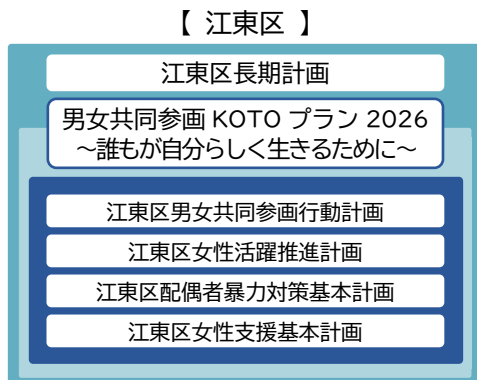 【 江東区 】
江東区長期計画
男女共同参画 KOTO プラン 2026
～誰もが自分らしく生きるために～
江東区男女共同参画行動計画
江東区女性活躍推進計画
江東区配偶者暴力対策基本計画
江東区女性支援基本計画